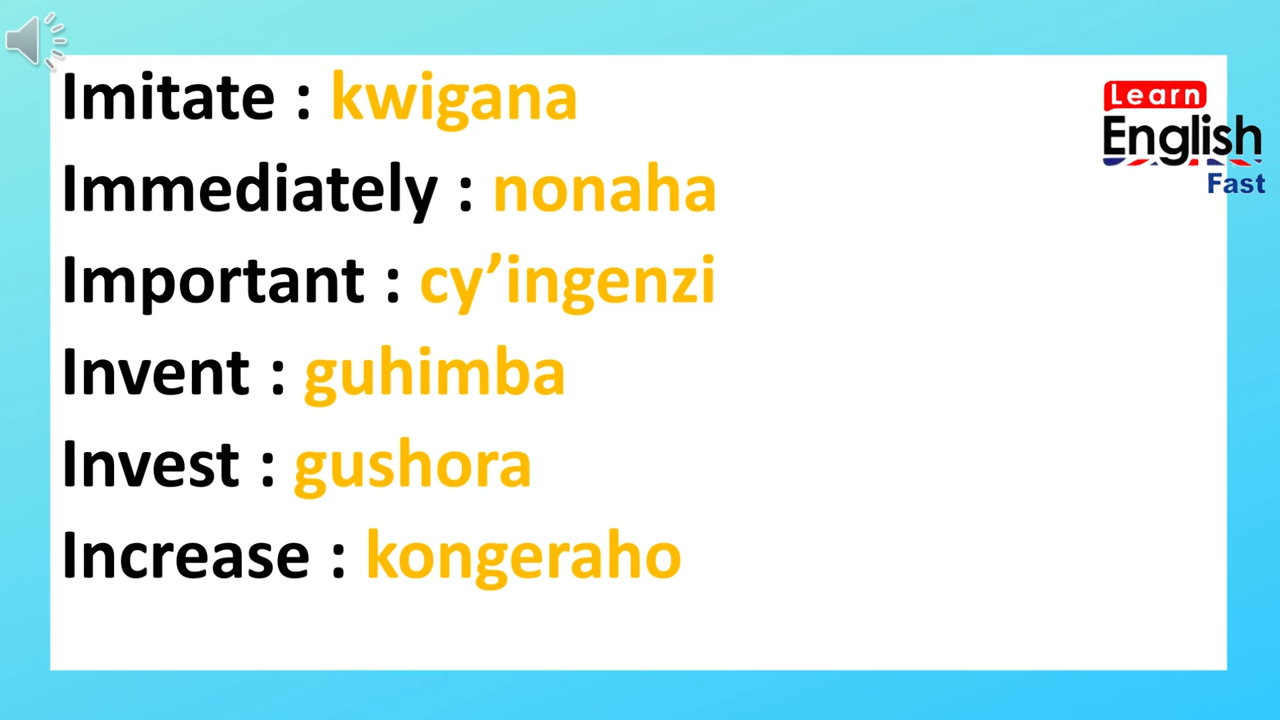 Imitate : kwigana
Immediately : nonaha
Important : cy’ingenzi
Invent : guhimba
Invest : gushora
Increase : kongeraho
Learn
English
Fast